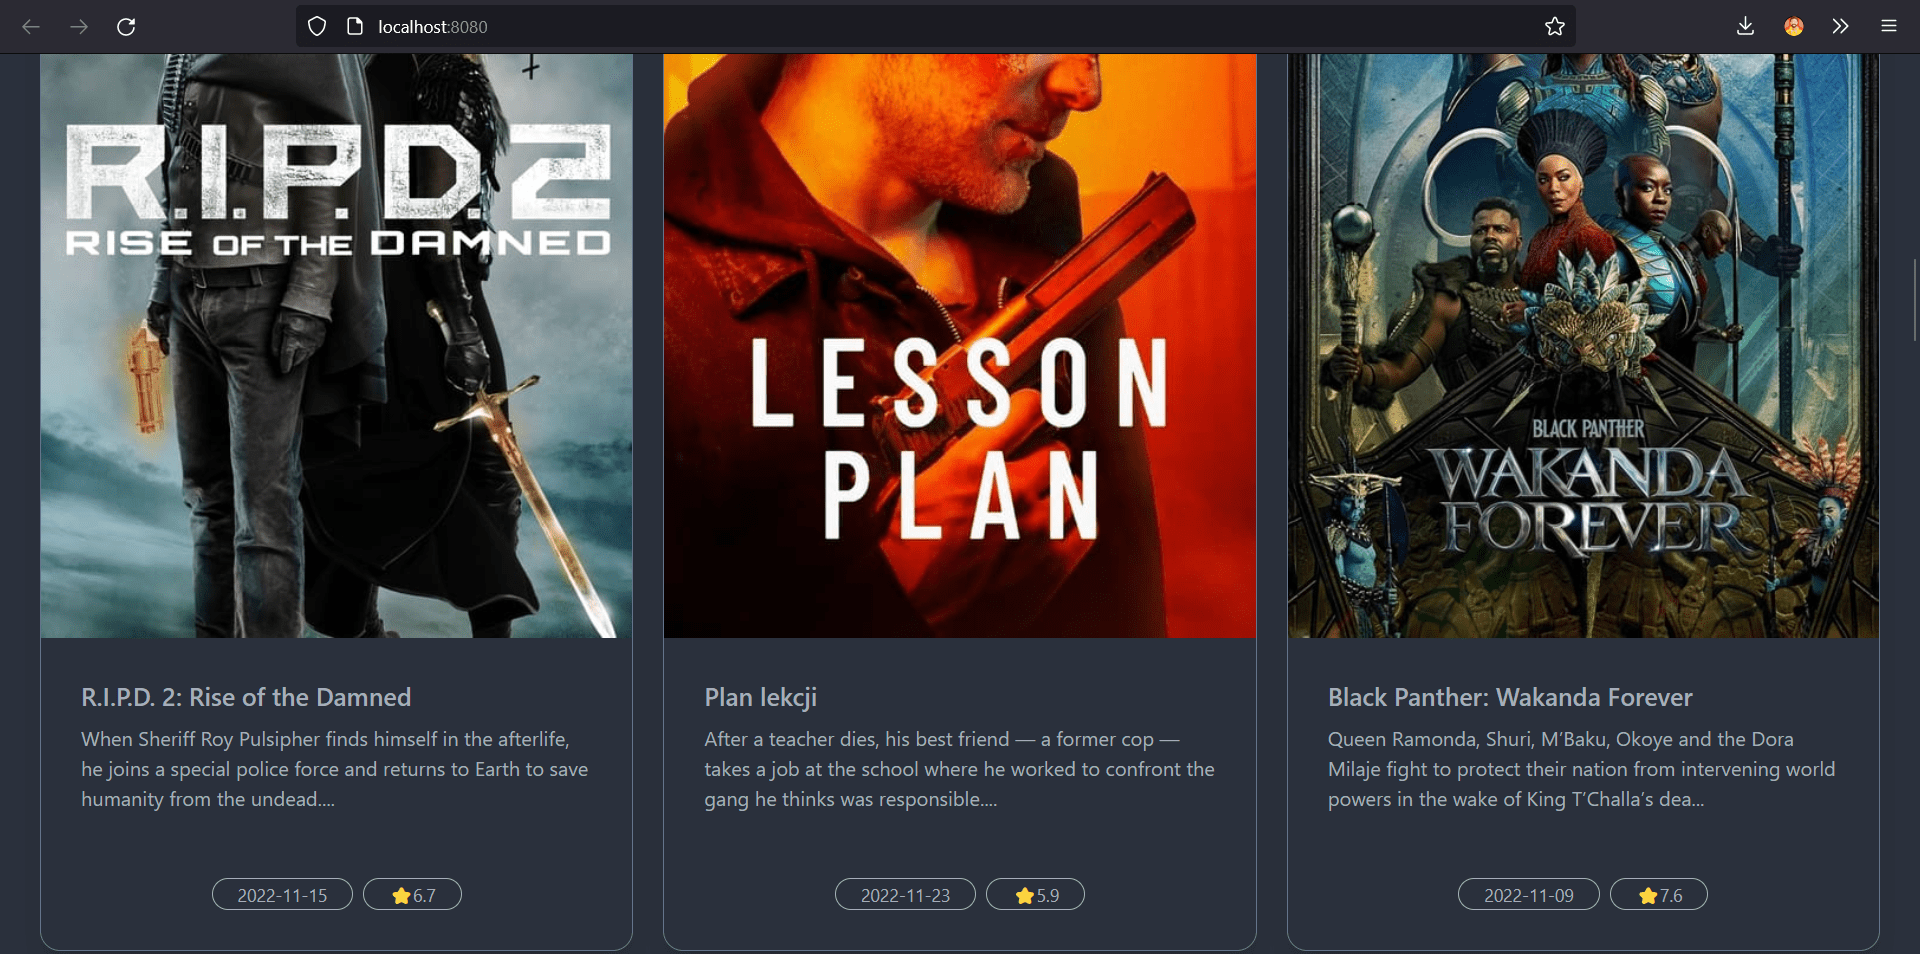 localhost:8080
R.I.P.D.2
RISE OF THE DAMNED
LESSON
PLAN
BLACK PANTHER
WAKANDA
FOREVER
R.I.P.D. 2: Rise of the Damned
When Sheriff Roy Pulsipher finds himself in the afterlife,
he joins a special police force and returns to Earth to save
humanity from the undead....
2022-11-15
6.7
Plan lekcji
After a teacher dies, his best friend — a former cop —
takes a job at the school where he worked to confront the
gang he thinks was responsible....
2022-11-23
5.9
Black Panther: Wakanda Forever
Queen Ramonda, Shuri, M’Baku, Okoye and the Dora
Milaje fight to protect their nation from intervening world
powers in the wake of King T’Challa’s dea...
2022-11-09
7.6